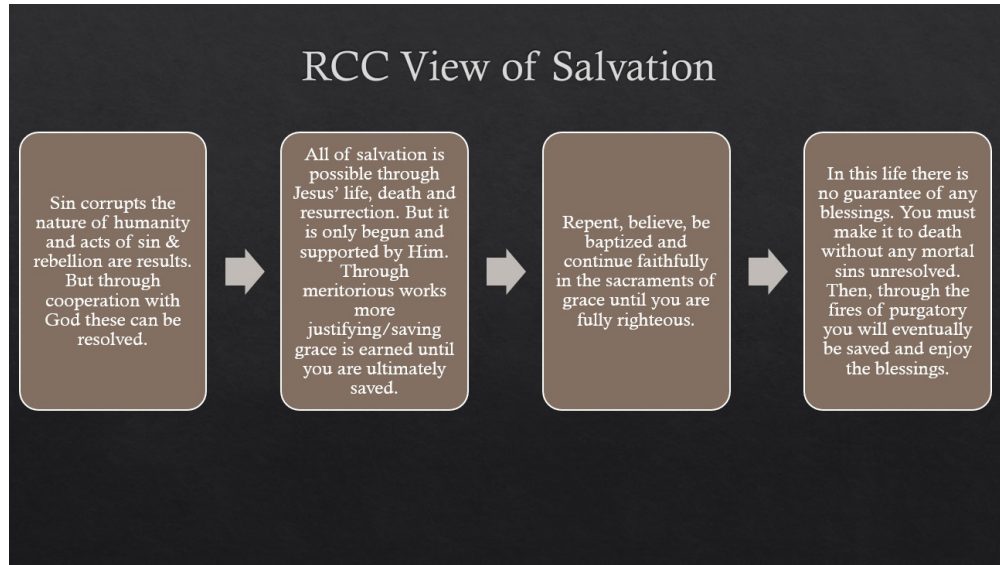 RCC View of Salvation
Sin corrupts the
nature of humanity
and acts of sin &
rebellion are results.
But through
cooperation with
God these can be
resolved.
All of salvation is
possible through
Jesus’ life, death and
resurrection. But it
is only begun and
supported by Him.
Through
meritorious works
more
justifying/saving
grace is earned until
you are ultimately
saved.
Repent, believe, be
baptized and
continue faithfully
in the sacraments of
grace until you are
fully righteous.
In this life there is
no guarantee of any
blessings. You must
make it to death
without any mortal
sins unresolved.
Then, through the
fires of purgatory
you will eventually
be saved and enjoy
the blessings.